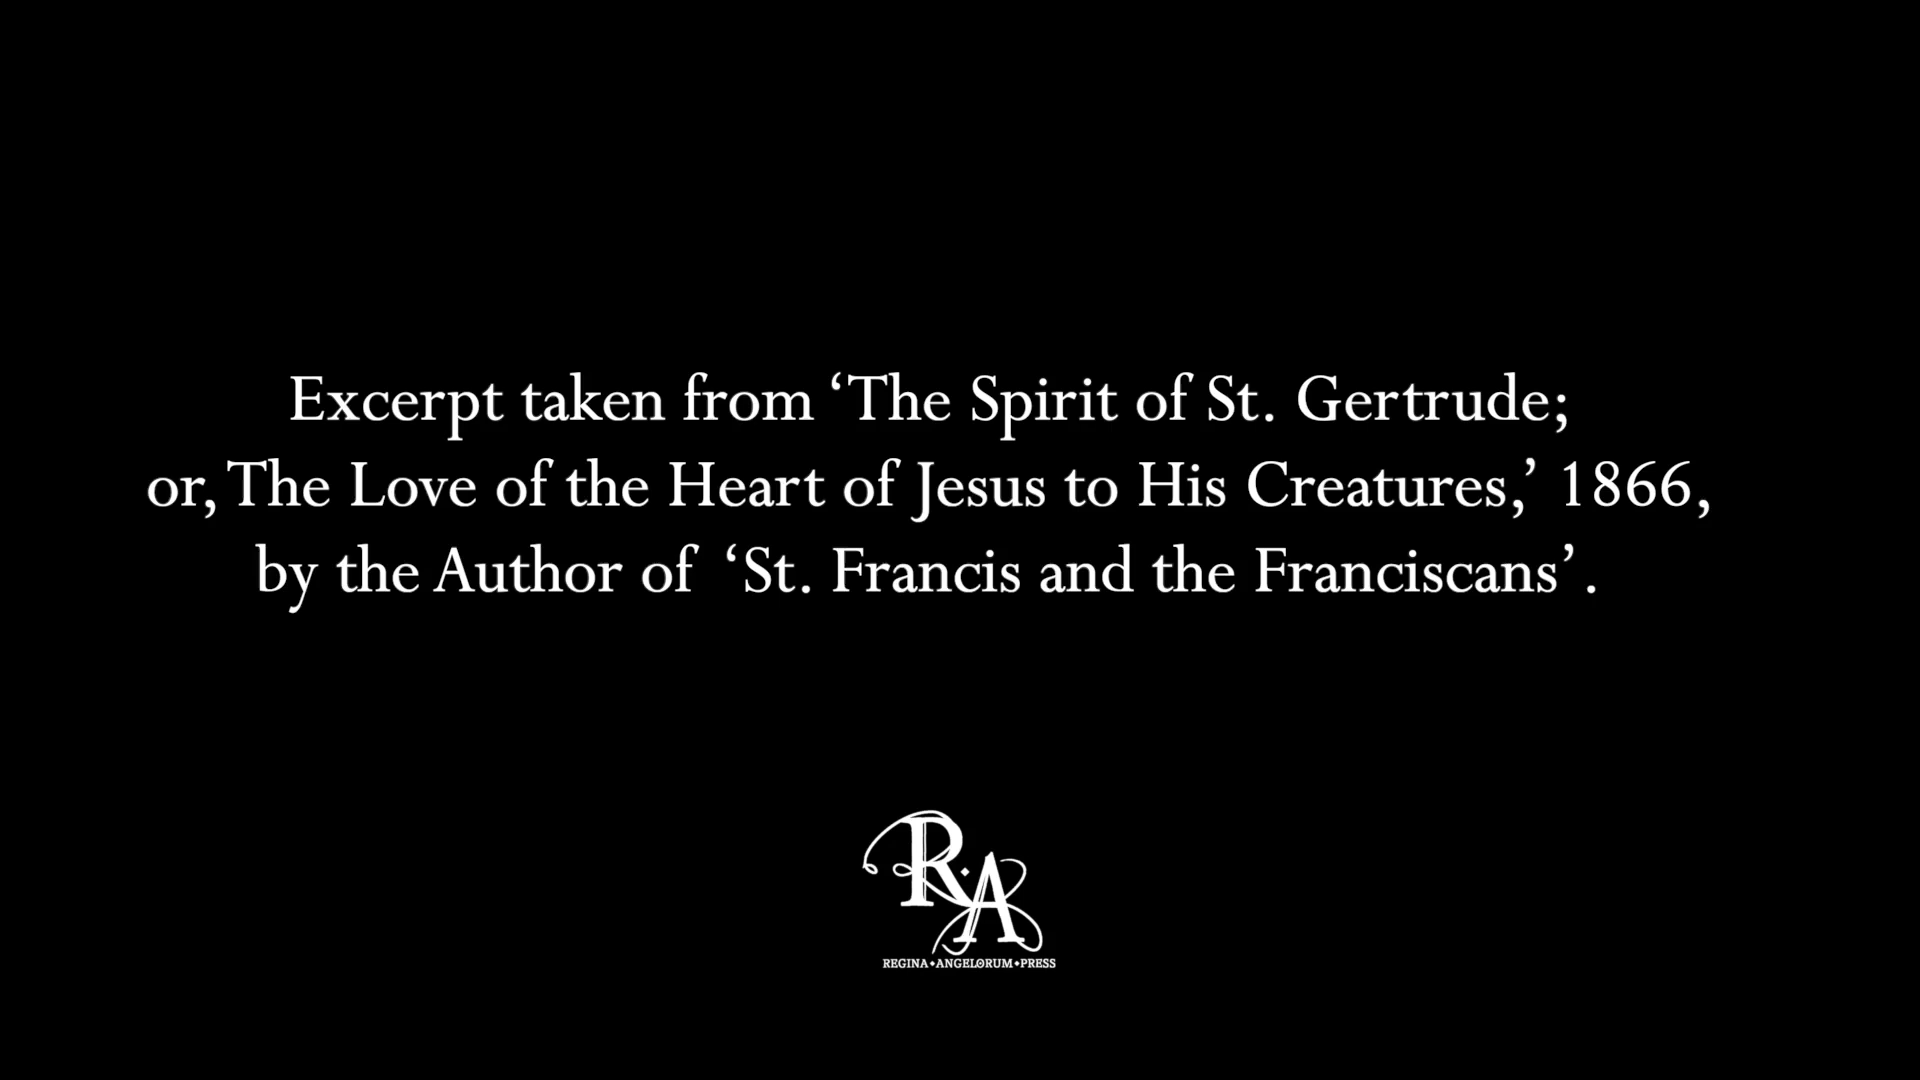 Excerpt taken from ‘The Spirit of St. Gertrude;
or, The Love of the Heart of Jesus to His Creatures,’ 1866,
by the Author of ‘St. Francis and the Franciscans’.
R·A
REGINA•ANGELORUM•PRESS